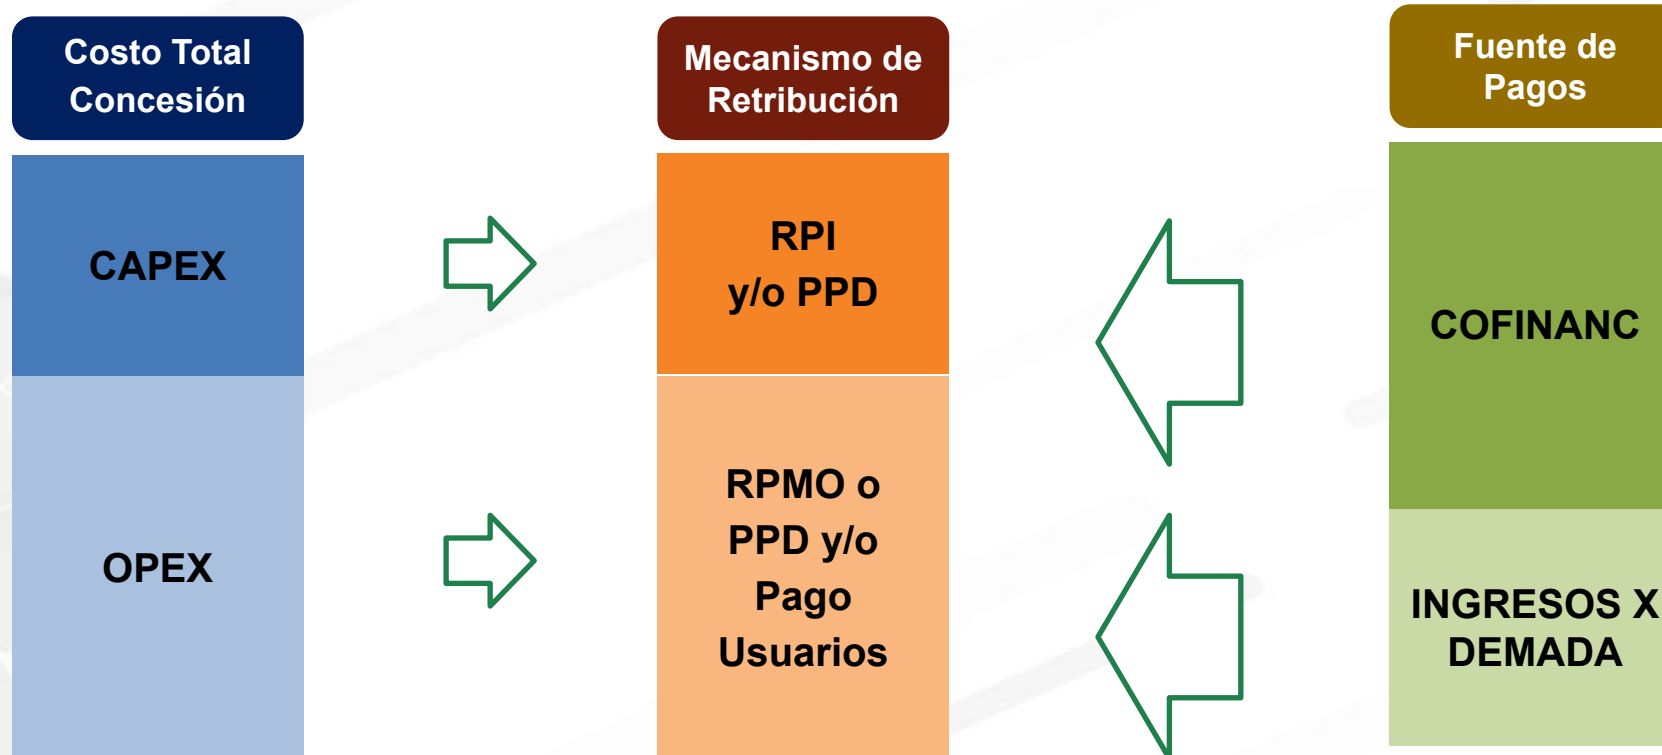 Costo Total
Concesión
Mecanismo de
Retribución
Fuente de
Pagos
CAPEX
RPI
y/o PPD
COFINANC
OPEX
RPMO o
PPD y/o
Pago
Usuarios
INGRESOS X
DEMADA